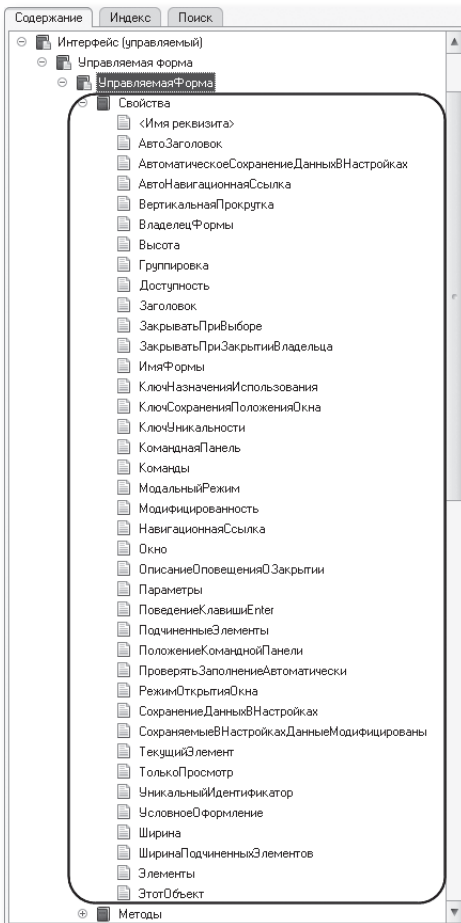 Содержание Индекс Поиск
Интерфейс (управляемый)
Управляемая форма
УправляемаяФорма
Свойства
<Имя реквизита>
АвтоЗаголовок
АвтоматическоеСохранениеДанныхВНастройках
АвтоНавигационнаяСсылка
ВертикальнаяПрокрутка
ВладелецФормы
Высота
Группировка
Доступность
Заголовок
ЗакрыватьПриВыборе
ЗакрыватьПриЗакрытииВладельца
ИмяФормы
КлючНазначенияИспользования
КлючСохраненияПоложенияОкна
КлючУникальности
КоманднаяПанель
Команды
МодальныйРежим
Модифицированность
НавигационнаяСсылка
Окно
ОписаниеОповещенияОЗакрытии
Параметры
ПоведениеКлавишиEnter
ПодчиненныеЭлементы
ПоложениеКоманднойПанели
ПроверятьЗаполнениеАвтоматически
РежимОткрытияОкна
СохранениеДанныхВНастройках
СохраняемыеВНастройкахДанныеМодифицированы
ТекущийЭлемент
ТолькоПросмотр
УникальныйИдентификатор
УсловноеОформление
Ширина
ШиринаПодчиненныхЭлементов
Элементы
ЭтотОбъект
Методы